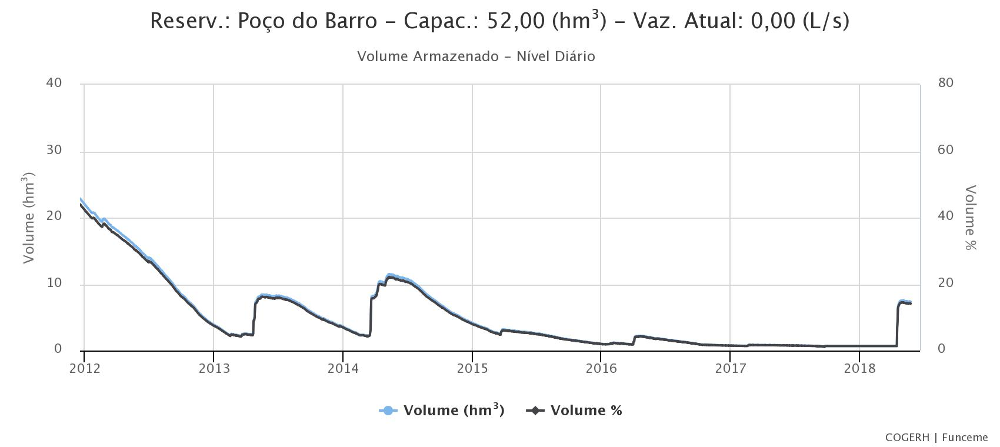 Reserv.: Poço do Barro – Capac.: 52,00 (hm³) – Vaz. Atual: 0,00 (L/s)
Volume Armazenado – Nível Diário
40
30
20
10
0
Volume (hm³)
80
60
40
20
0
Volume %
2012 2013 2014 2015 2016 2017 2018
Volume (hm³) Volume %
COGERH | Funceme